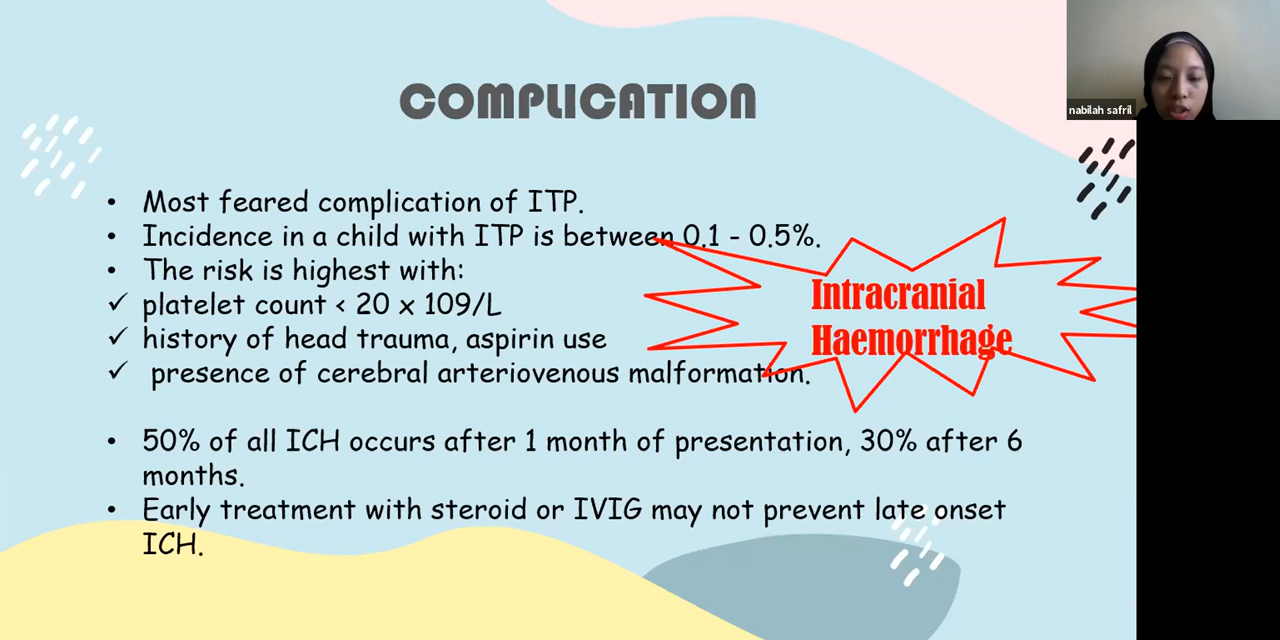 COMPLICATION
nabilah safril
• Most feared complication of ITP.
• Incidence in a child with ITP is between 0.1 - 0.5%.
• The risk is highest with:
✓ platelet count < 20 x 109/L
✓ history of head trauma, aspirin use
✓ presence of cerebral arteriovenous malformation.
Intracranial
Haemorrhage
• 50% of all ICH occurs after 1 month of presentation, 30% after 6
months.
• Early treatment with steroid or IVIG may not prevent late onset
ICH.